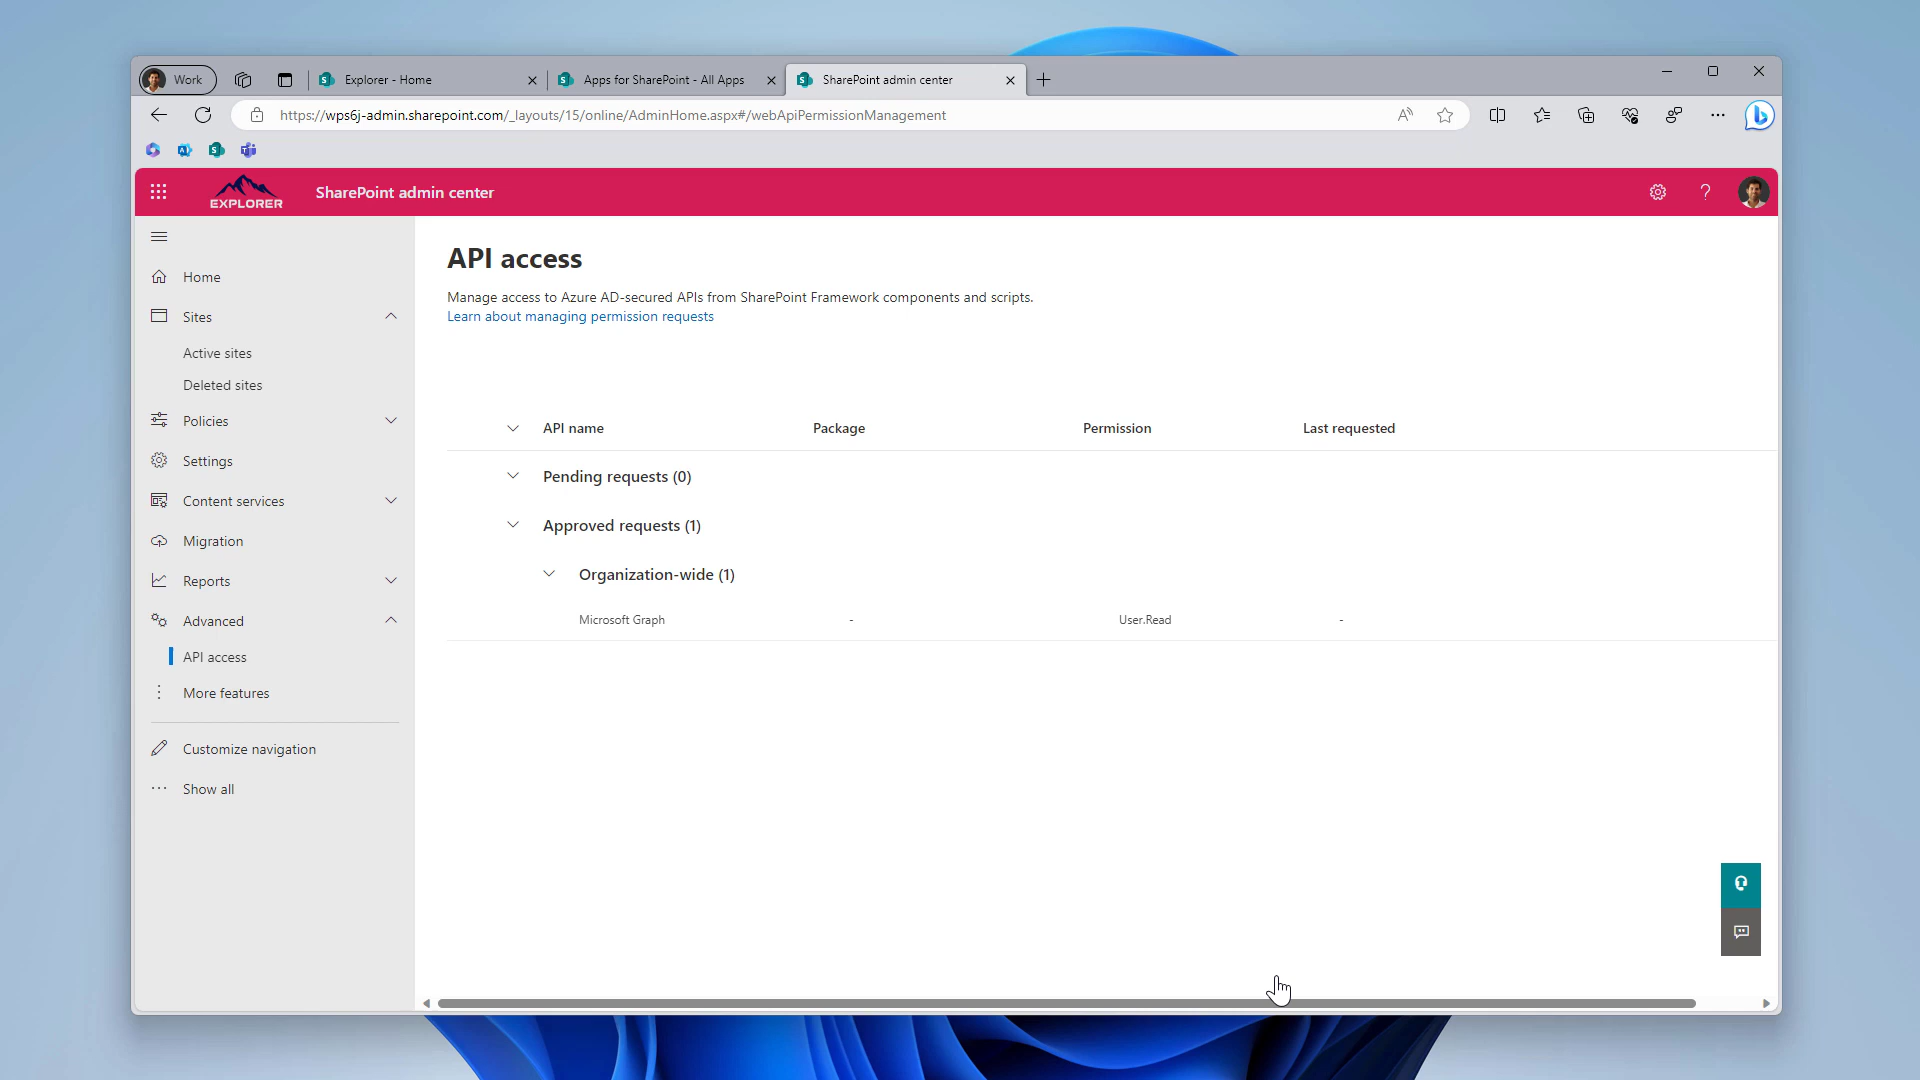 Work
Explorer - Home
Apps for SharePoint - All Apps
SharePoint admin center
https://wps6j-admin.sharepoint.com/_layouts/15/online/AdminHome.aspx#/webApiPermissionManagement
EXPLORER
SharePoint admin center
Home
Sites
Active sites
Deleted sites
Policies
Settings
Content services
Migration
Reports
Advanced
API access
More features
Customize navigation
Show all
API access
Manage access to Azure AD-secured APIs from SharePoint Framework components and scripts.
Learn about managing permission requests
API name Package Permission Last requested
Pending requests (0)
Approved requests (1)
Organization-wide (1)
Microsoft Graph - User.Read -